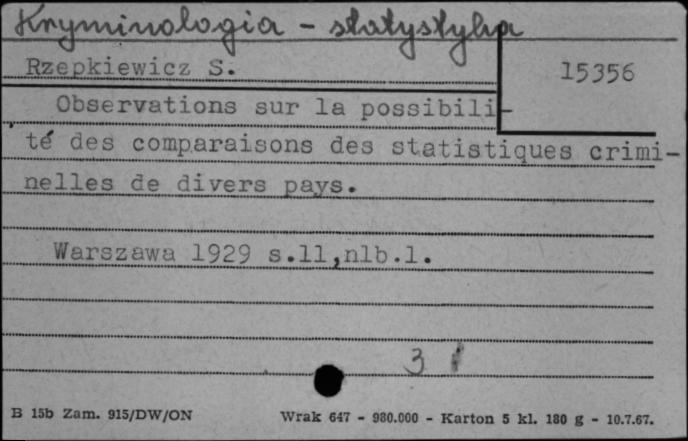 Kryminologia - statystyka
Rzepkiewicz S.
15356
Observations sur la possibili-
té des comparaisons des statistiques crimi-
nelles de divers pays.
Warszawa 1929 s.11,nlb.1.
3
B 15b Zam. 915/DW/ON
Wrak 647 - 980.000 - Karton 5 kl. 180 g - 10.7.67.